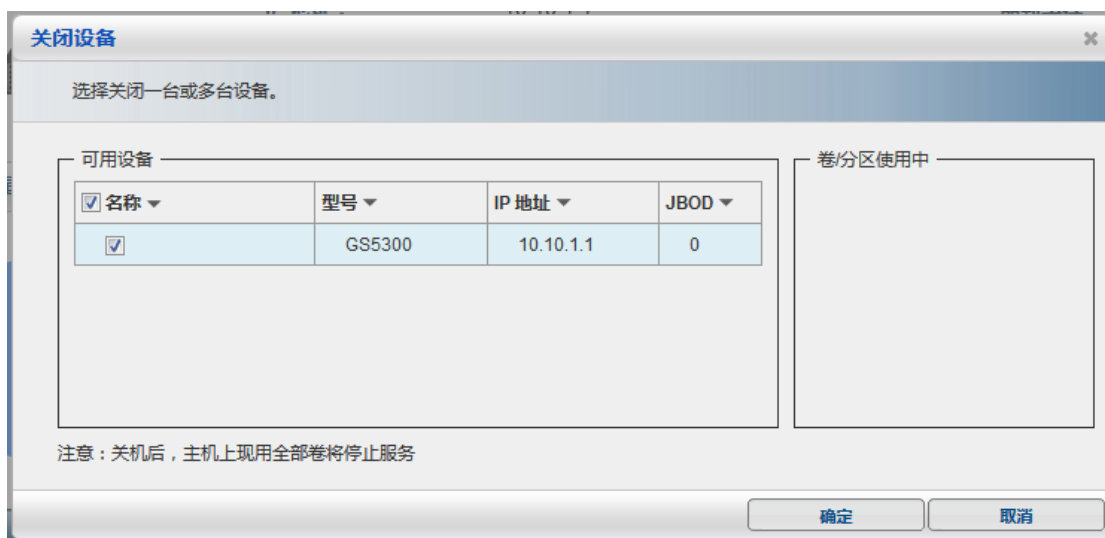 关闭设备
选择关闭一台或多台设备。
可用设备
卷/分区使用中
名称 型号 IP 地址 JBOD
GS5300 10.10.1.1 0
注意:关机后,主机上现用全部卷将停止服务
确定 取消